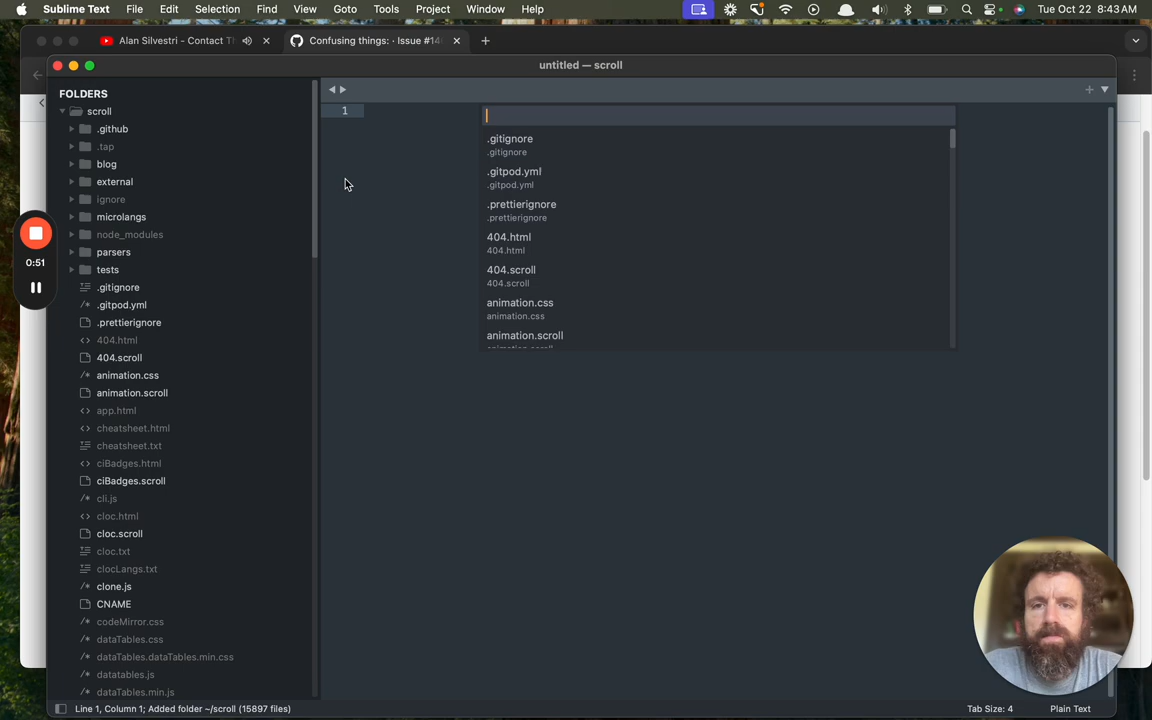 Sublime Text File Edit Selection Find View Goto Tools Project Window Help Tue Oct 22 8:43 AM
Alan Silvestri - Contact Th
Confusing things: · Issue #14
untitled — scroll
FOLDERS
scroll
.github
.tap
blog
external
ignore
microlangs
node_modules
parsers
tests
.gitignore
.gitpod.yml
.prettierignore
404.html
404.scroll
animation.css
animation.scroll
app.html
cheatsheet.html
cheatsheet.txt
ciBadges.html
ciBadges.scroll
cli.js
cloc.html
cloc.scroll
cloc.txt
clocLangs.txt
clone.js
CNAME
codeMirror.css
dataTables.css
dataTables.dataTables.min.css
datatables.js
dataTables.min.js
0:51
1
.gitignore
.gitignore
.gitpod.yml
.gitpod.yml
.prettierignore
.prettierignore
404.html
404.html
404.scroll
404.scroll
animation.css
animation.css
animation.scroll
animation.scroll
Line 1, Column 1; Added folder ~/scroll (15897 files)
Tab Size: 4
Plain Text